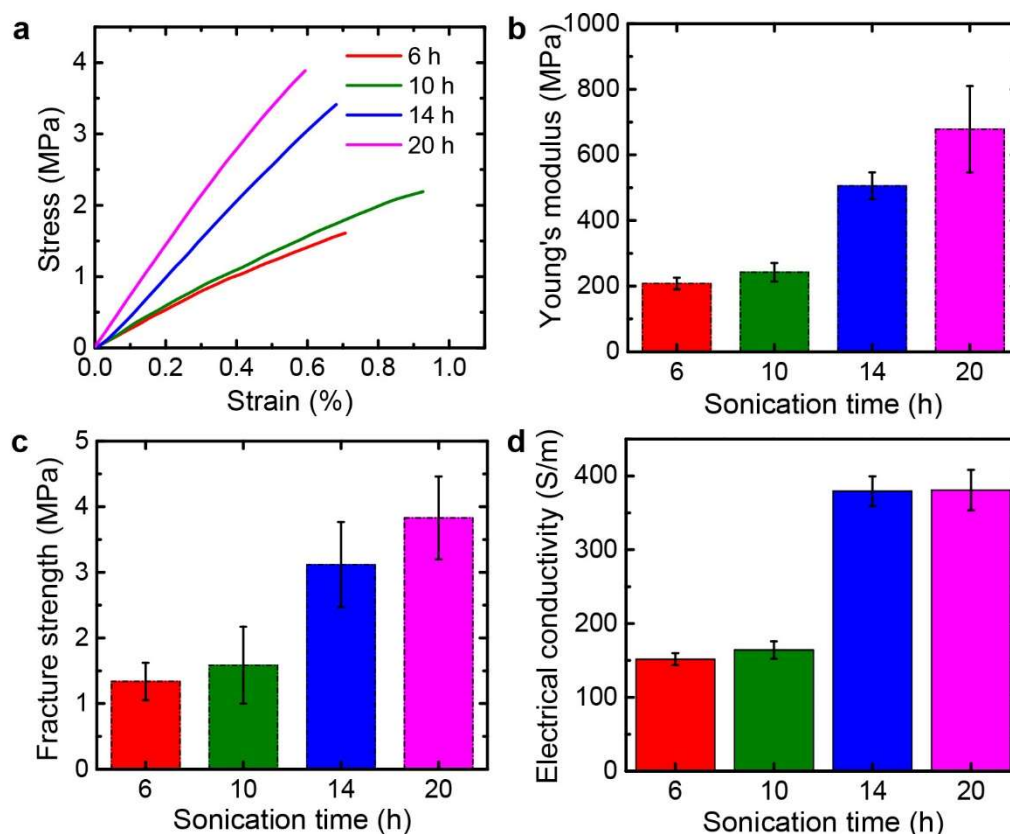 a
Stress (MPa)
4
3
2
1
0
0.0 0.2 0.4 0.6 0.8 1.0
Strain (%)
6 h
10 h
14 h
20 h
b
Young's modulus (MPa)
1000
800
600
400
200
0
6 10 14 20
Sonication time (h)
c
Fracture strength (MPa)
5
4
3
2
1
0
6 10 14 20
Sonication time (h)
d
Electrical conductivity (S/m)
400
300
200
100
0
6 10 14 20
Sonication time (h)